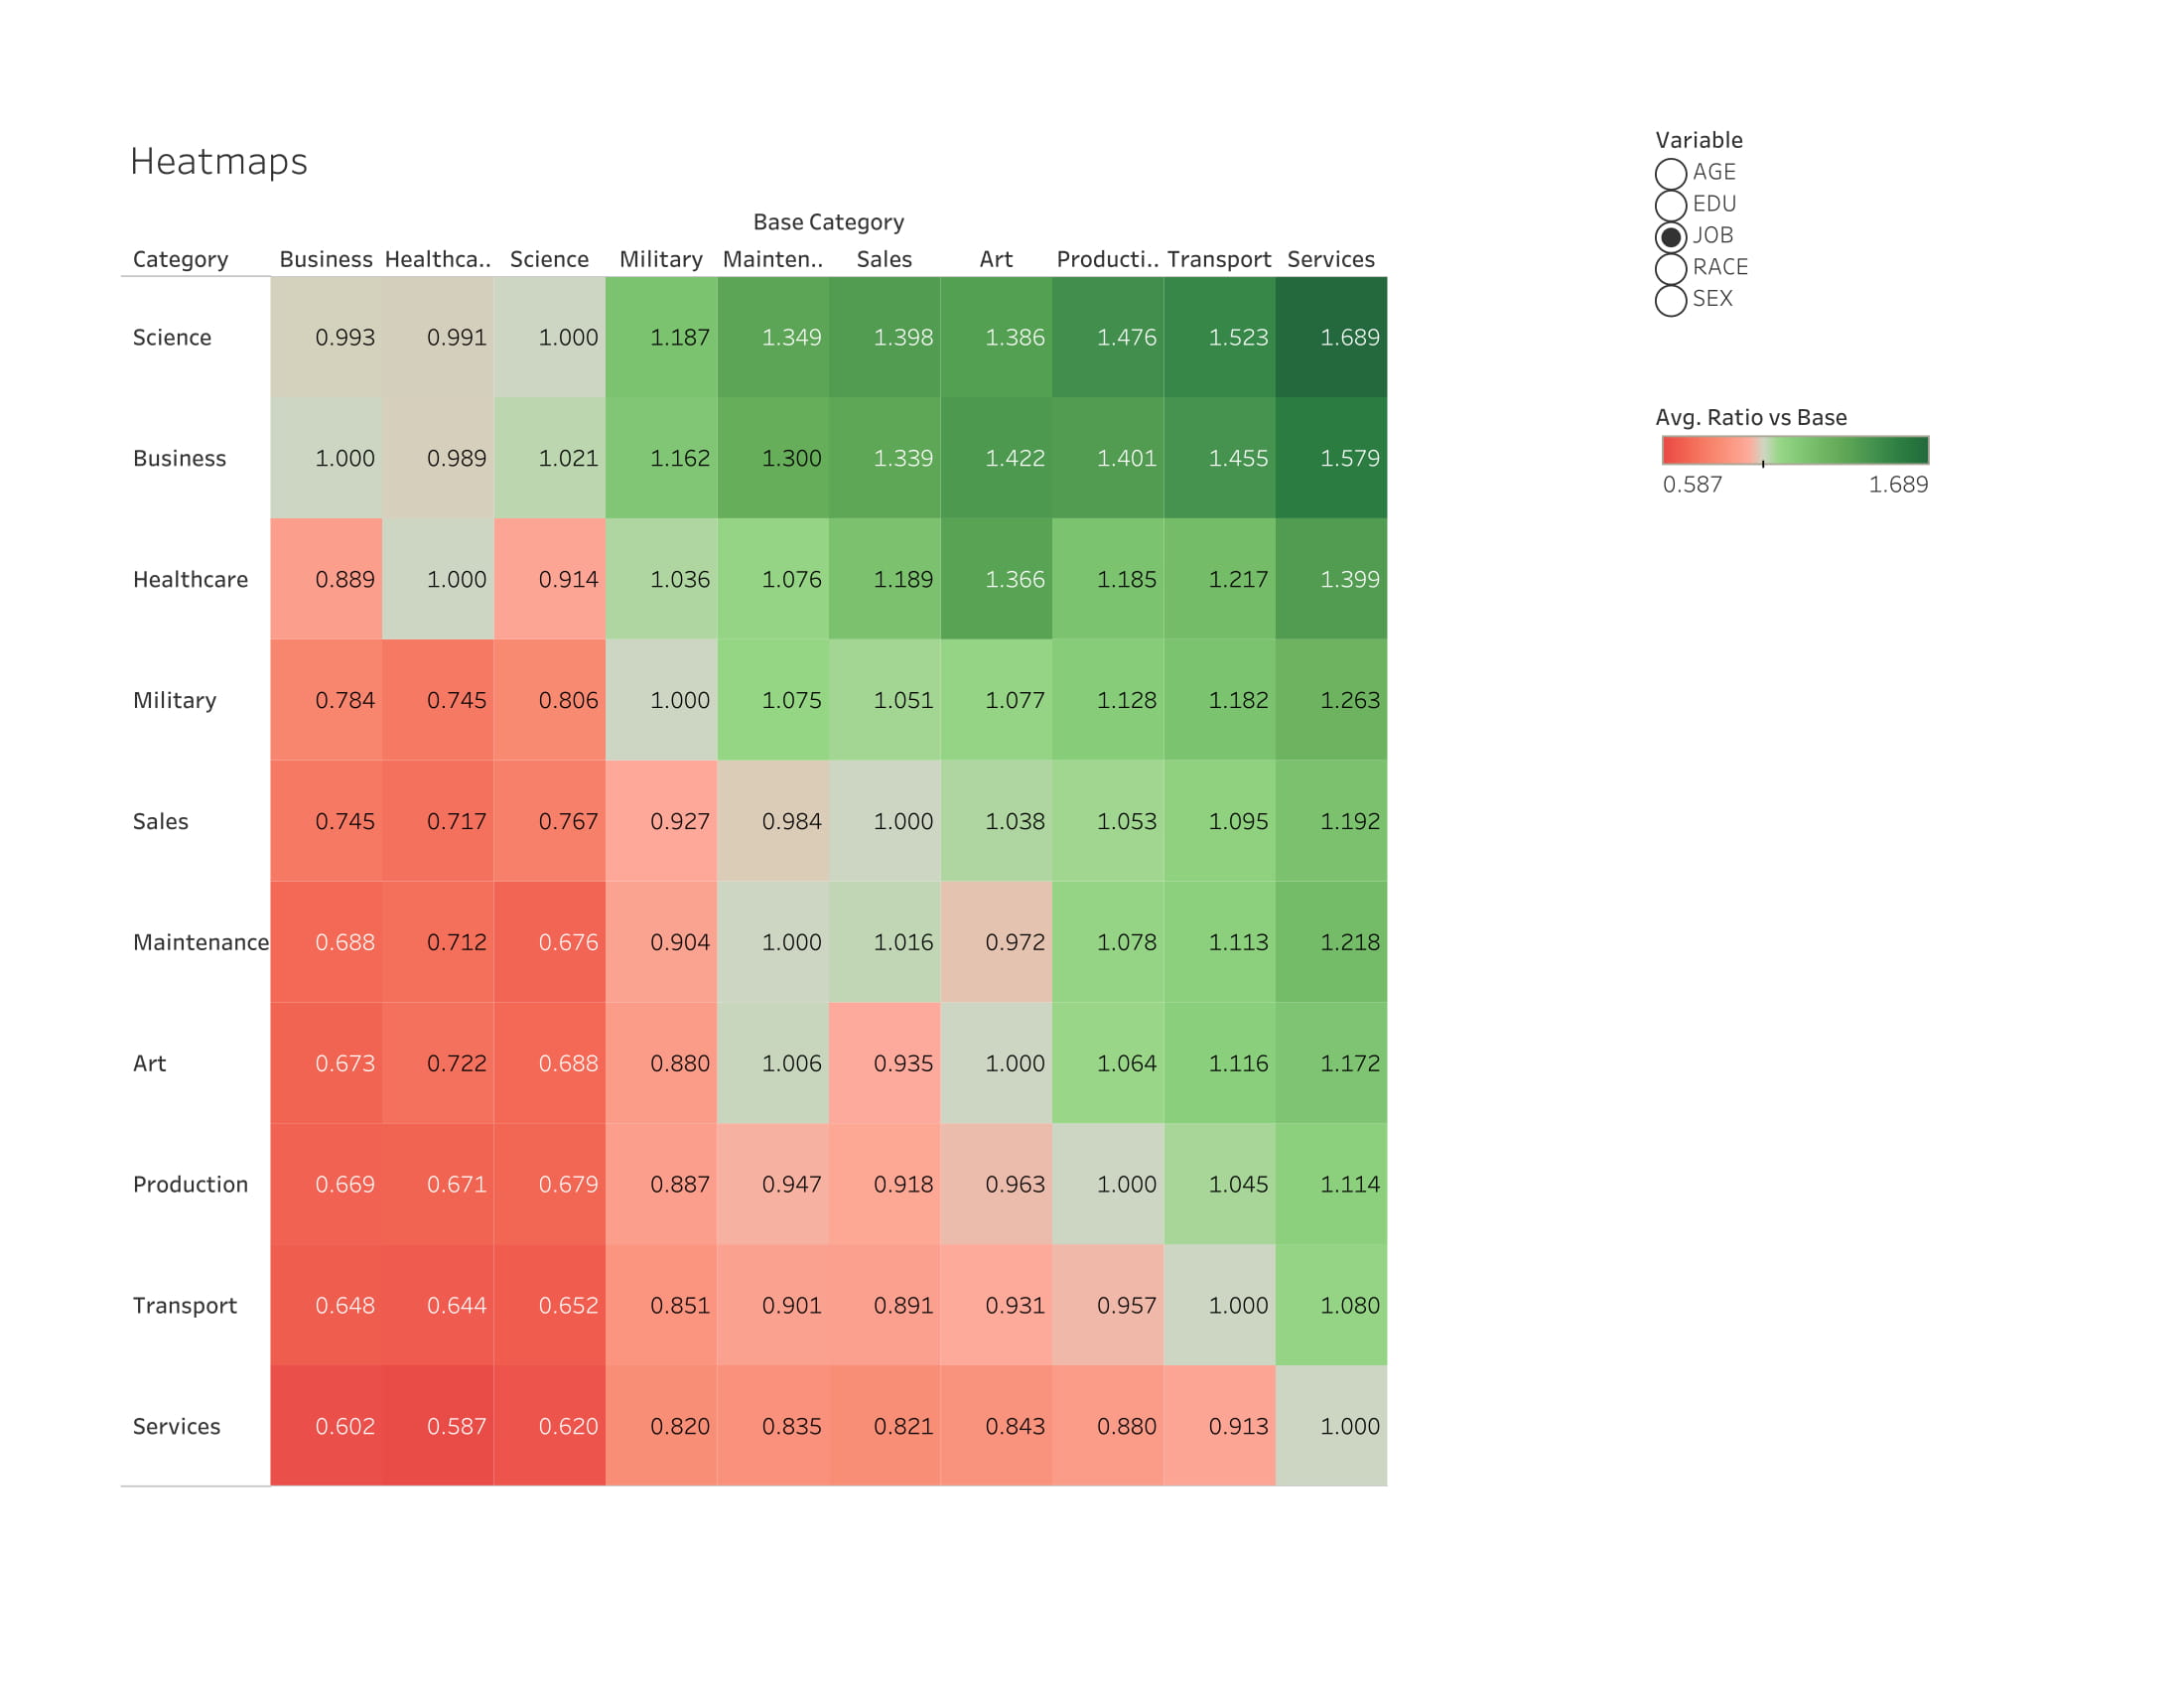 Heatmaps
Base Category
Category Business Healthca.. Science Military Mainten.. Sales Art Producti.. Transport Services
Science 0.993 0.991 1.000 1.187 1.349 1.398 1.386 1.476 1.523 1.689
Business 1.000 0.989 1.021 1.162 1.300 1.339 1.422 1.401 1.455 1.579
Healthcare 0.889 1.000 0.914 1.036 1.076 1.189 1.366 1.185 1.217 1.399
Military 0.784 0.745 0.806 1.000 1.075 1.051 1.077 1.128 1.182 1.263
Sales 0.745 0.717 0.767 0.927 0.984 1.000 1.038 1.053 1.095 1.192
Maintenance 0.688 0.712 0.676 0.904 1.000 1.016 0.972 1.078 1.113 1.218
Art 0.673 0.722 0.688 0.880 1.006 0.935 1.000 1.064 1.116 1.172
Production 0.669 0.671 0.679 0.887 0.947 0.918 0.963 1.000 1.045 1.114
Transport 0.648 0.644 0.652 0.851 0.901 0.891 0.931 0.957 1.000 1.080
Services 0.602 0.587 0.620 0.820 0.835 0.821 0.843 0.880 0.913 1.000
Variable
AGE
EDU
JOB
RACE
SEX
Avg. Ratio vs Base
0.587 1.689